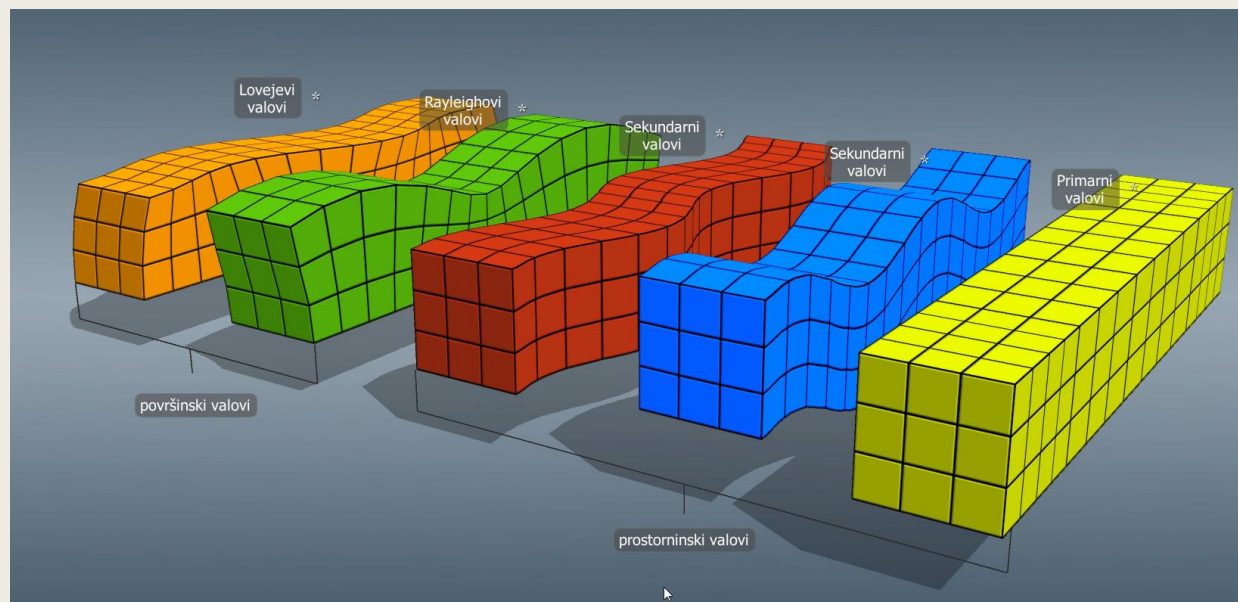 Lovejevi
valovi
*
Rayleighovi
valovi
*
Sekundarni
valovi
*
Sekundarni
valovi
*
Primarni
valovi
*
površinski valovi
prostorninski valovi